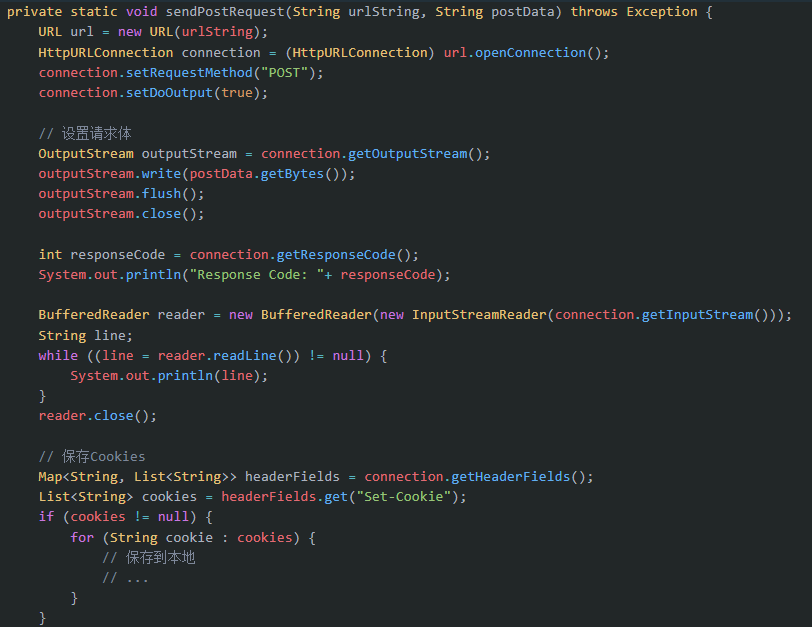 private static void sendPostRequest(String urlString, String postData) throws Exception {
    URL url = new URL(urlString);
    HttpURLConnection connection = (HttpURLConnection) url.openConnection();
    connection.setRequestMethod("POST");
    connection.setDoOutput(true);

    // 设置请求体
    OutputStream outputStream = connection.getOutputStream();
    outputStream.write(postData.getBytes());
    outputStream.flush();
    outputStream.close();

    int responseCode = connection.getResponseCode();
    System.out.println("Response Code: "+ responseCode);

    BufferedReader reader = new BufferedReader(new InputStreamReader(connection.getInputStream()));
    String line;
    while ((line = reader.readLine()) != null) {
        System.out.println(line);
    }
    reader.close();

    // 保存Cookies
    Map<String, List<String>> headerFields = connection.getHeaderFields();
    List<String> cookies = headerFields.get("Set-Cookie");
    if (cookies != null) {
        for (String cookie : cookies) {
            // 保存到本地
            // ...
        }
    }